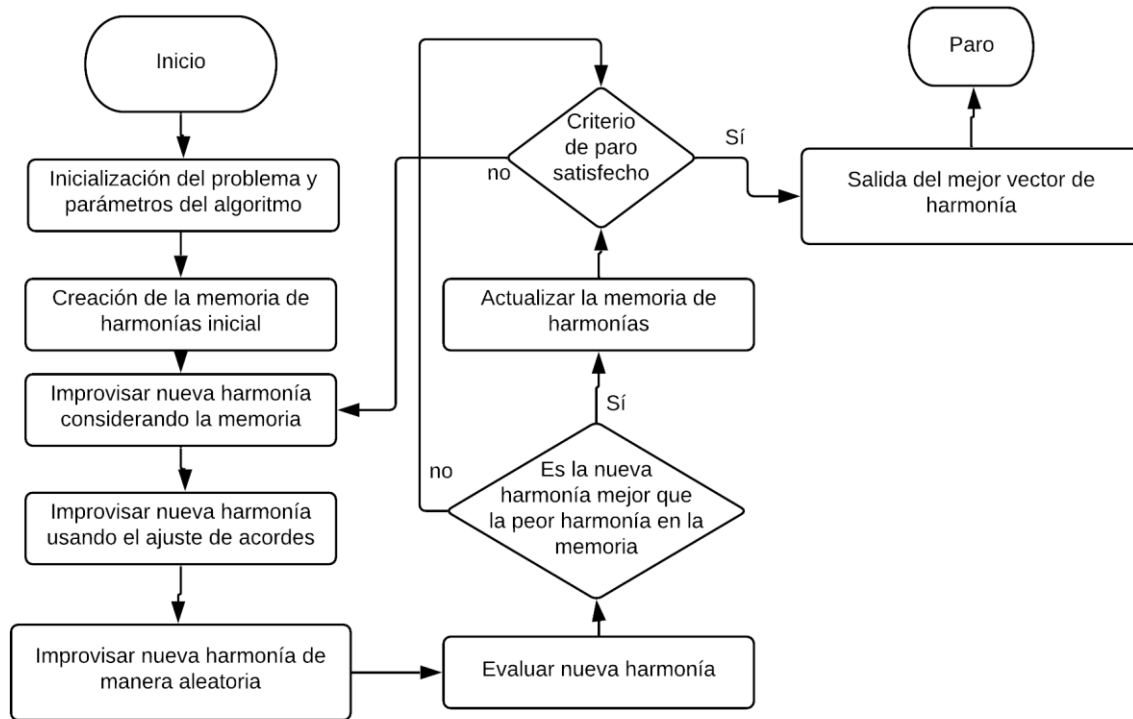 Inicio
Inicialización del problema y
parámetros del algoritmo
Creación de la memoria de
harmonías inicial
Improvisar nueva harmonía
considerando la memoria
Improvisar nueva harmonía
usando el ajuste de acordes
Improvisar nueva harmonía de
manera aleatoria
Evaluar nueva harmonía
Es la nueva
harmonía mejor que
la peor harmonía en la
memoria
no
Sí
Actualizar la memoria de
harmonías
Criterio
de paro
satisfecho
no
Sí
Salida del mejor vector de
harmonía
Paro